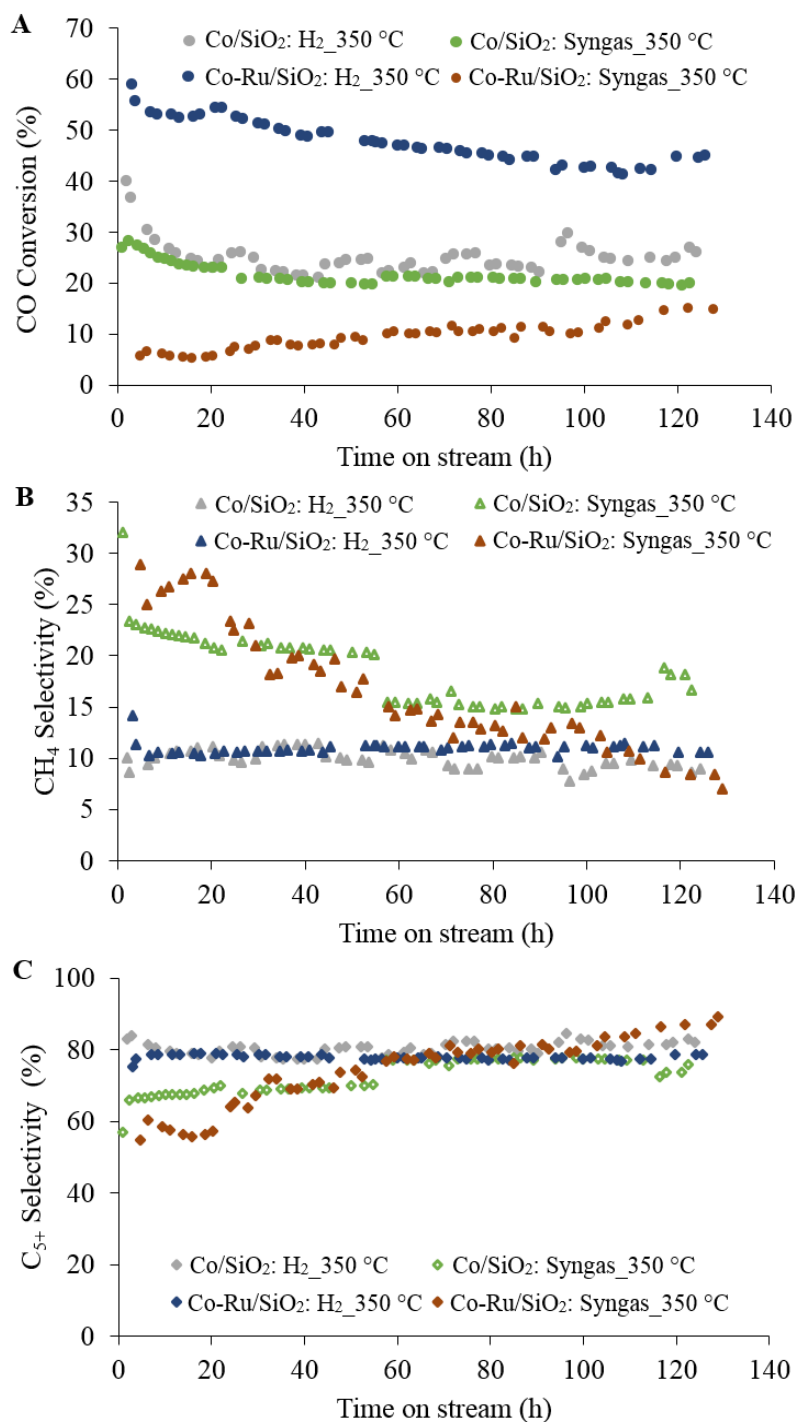 A
Co/SiO₂: H₂_350 °C
Co/SiO₂: Syngas_350 °C
Co-Ru/SiO₂: H₂_350 °C
Co-Ru/SiO₂: Syngas_350 °C
CO Conversion (%)
70
60
50
40
30
20
10
0
0 20 40 60 80 100 120 140
Time on stream (h)
B
Co/SiO₂: H₂_350 °C
Co/SiO₂: Syngas_350 °C
Co-Ru/SiO₂: H₂_350 °C
Co-Ru/SiO₂: Syngas_350 °C
CH₄ Selectivity (%)
35
30
25
20
15
10
5
0
0 20 40 60 80 100 120 140
Time on stream (h)
C
C₅₊ Selectivity (%)
100
80
60
40
20
0
Co/SiO₂: H₂_350 °C
Co/SiO₂: Syngas_350 °C
Co-Ru/SiO₂: H₂_350 °C
Co-Ru/SiO₂: Syngas_350 °C
0 20 40 60 80 100 120 140
Time on stream (h)